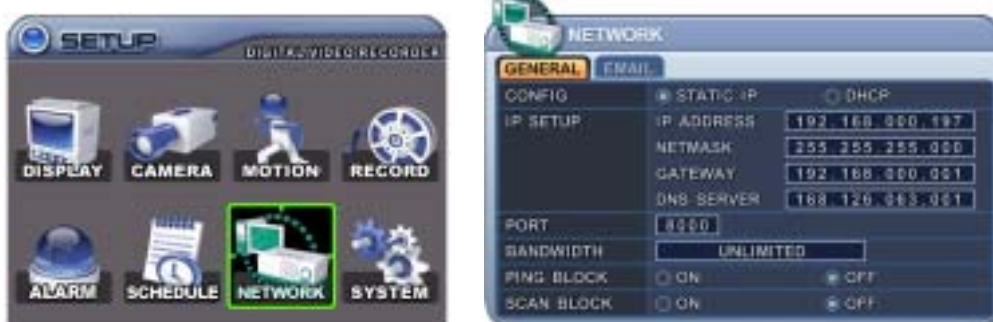 SETUP
DIGITAL VIDEO RECORDER
DISPLAY CAMERA MOTION RECORD
ALARM SCHEDULE NETWORK SYSTEM
NETWORK
GENERAL EMAIL
CONFIG STATIC IP DHCP
IP SETUP IP ADDRESS 192.168.000.197
NETMASK 255.255.255.000
GATEWAY 192.168.000.001
DNS SERVER 168.126.063.001
PORT 8000
BANDWIDTH UNLIMITED
PING BLOCK ON OFF
SCAN BLOCK ON OFF